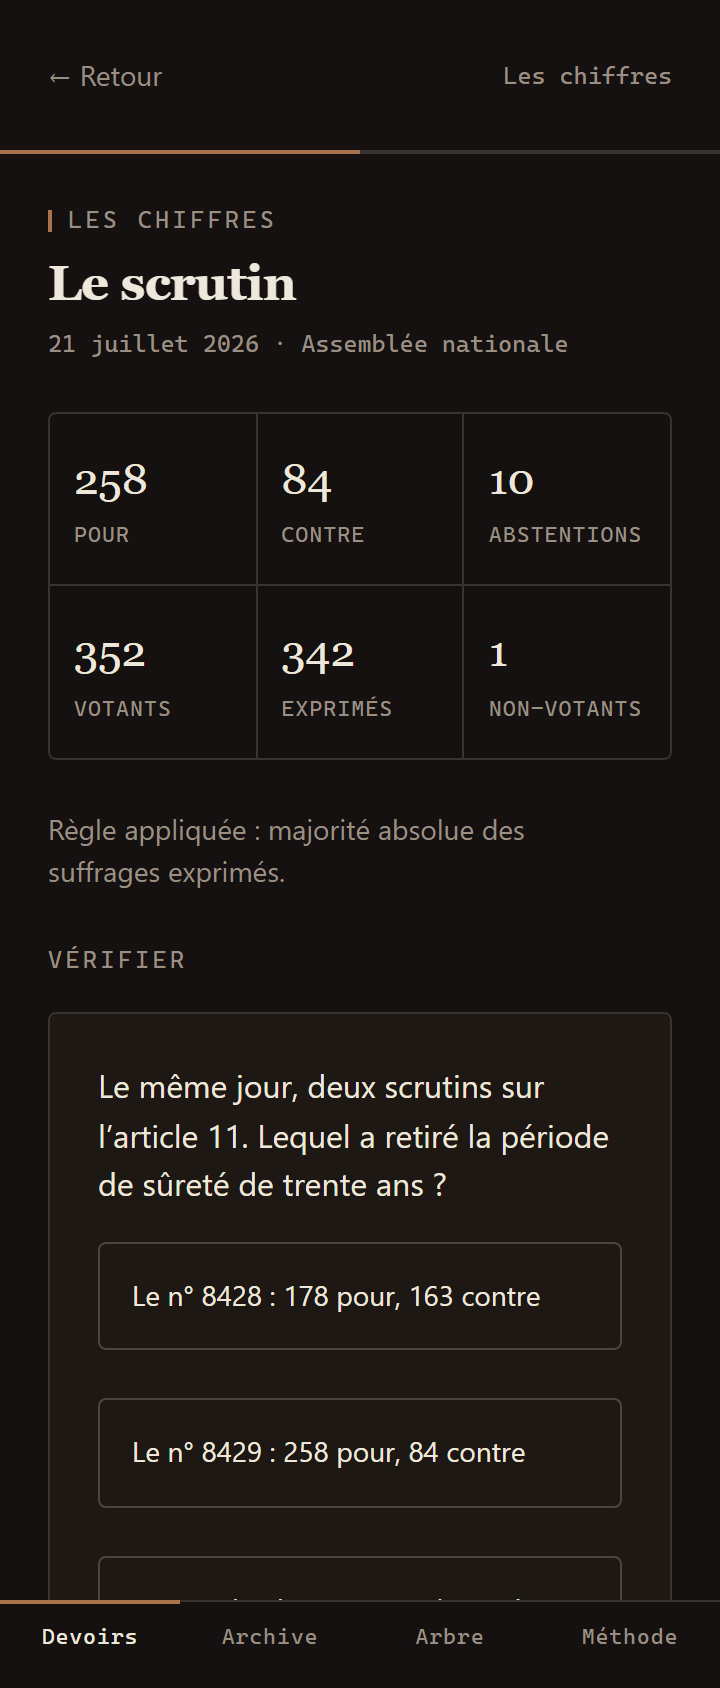 ← Retour
Les chiffres
LES CHIFFRES
Le scrutin
21 juillet 2026 · Assemblée nationale
258
POUR
84
CONTRE
10
ABSTENTIONS
352
VOTANTS
342
EXPRIMÉS
1
NON-VOTANTS
Règle appliquée : majorité absolue des
suffrages exprimés.
VÉRIFIER
Le même jour, deux scrutins sur
l’article 11. Lequel a retiré la période
de sûreté de trente ans ?
Le n° 8428 : 178 pour, 163 contre
Le n° 8429 : 258 pour, 84 contre
Devoirs
Archive
Arbre
Méthode